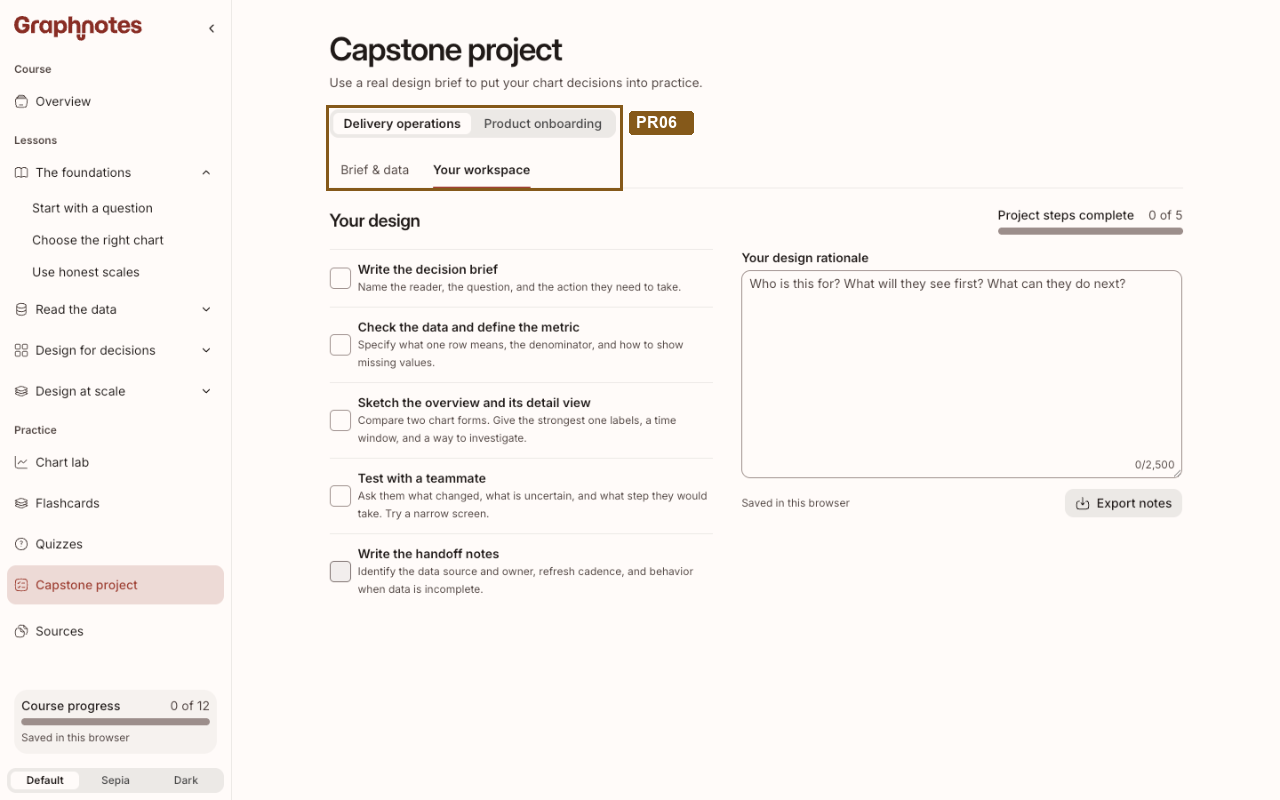 Graphnotes
Course
Overview
Lessons
The foundations
Start with a question
Choose the right chart
Use honest scales
Read the data
Design for decisions
Design at scale
Practice
Chart lab
Flashcards
Quizzes
Capstone project
Sources
Course progress 0 of 12
Saved in this browser
Default Sepia Dark
Capstone project
Use a real design brief to put your chart decisions into practice.
Delivery operations Product onboarding PR06
Brief & data Your workspace
Your design
Project steps complete 0 of 5
Write the decision brief
Name the reader, the question, and the action they need to take.
Check the data and define the metric
Specify what one row means, the denominator, and how to show
missing values.
Sketch the overview and its detail view
Compare two chart forms. Give the strongest one labels, a time
window, and a way to investigate.
Test with a teammate
Ask them what changed, what is uncertain, and what step they would
take. Try a narrow screen.
Write the handoff notes
Identify the data source and owner, refresh cadence, and behavior
when data is incomplete.
Your design rationale
Who is this for? What will they see first? What can they do next?
0/2,500
Saved in this browser
Export notes